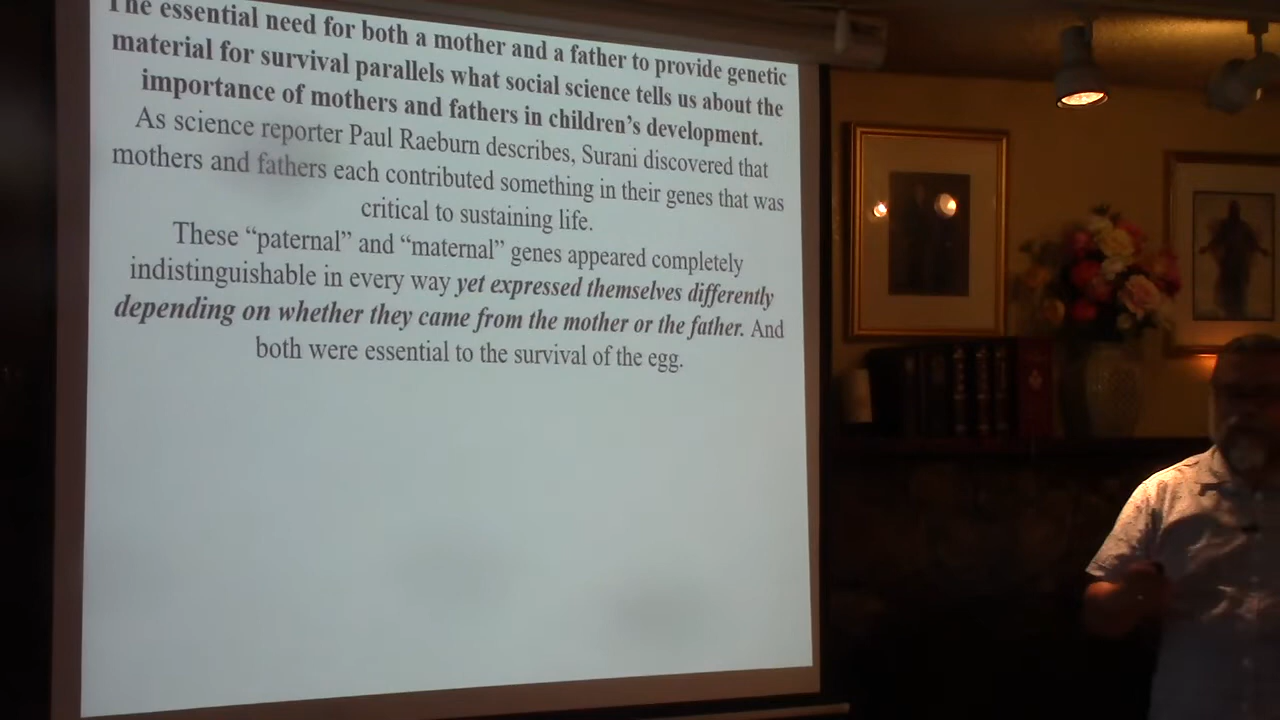 The essential need for both a mother and a father to provide genetic
material for survival parallels what social science tells us about the
importance of mothers and fathers in children's development.
As science reporter Paul Raeburn describes, Surani discovered that
mothers and fathers each contributed something in their genes that was
critical to sustaining life.
These “paternal” and “maternal” genes appeared completely
indistinguishable in every way yet expressed themselves differently
depending on whether they came from the mother or the father. And
both were essential to the survival of the egg.